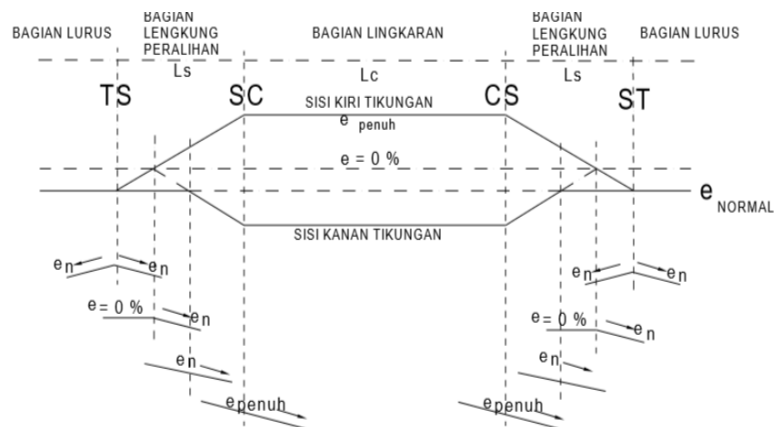 BAGIAN LURUS
BAGIAN
LENGKUNG
PERALIHAN
BAGIAN LINGKARAN
BAGIAN
LENGKUNG
PERALIHAN
BAGIAN LURUS
Ls
Lc
Ls
TS
SC
CS
ST
SISI KIRI TIKUNGAN
e penuh
e = 0 %
e NORMAL
SISI KANAN TIKUNGAN
en
en
en
en
e = 0 %
en
e = 0 %
en
en
en
epenuh
epenuh